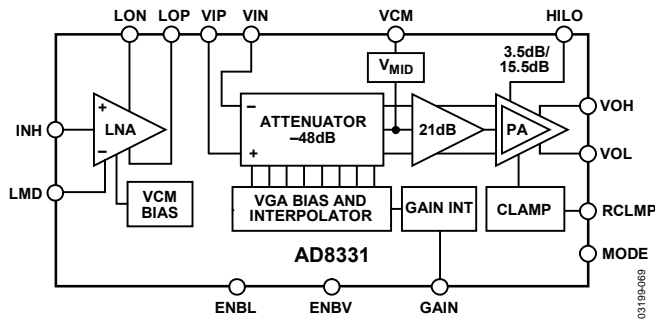 LON LOP VIP VIN VCM HILO
3.5dB/
15.5dB
VMID
INH
+
LNA
–
LMD
VCM
BIAS
–
ATTENUATOR
–48dB
+
21dB
PA
VOH
VOL
VGA BIAS AND
INTERPOLATOR
GAIN INT
CLAMP
RCLMP
AD8331
MODE
ENBL ENBV GAIN
03199-069